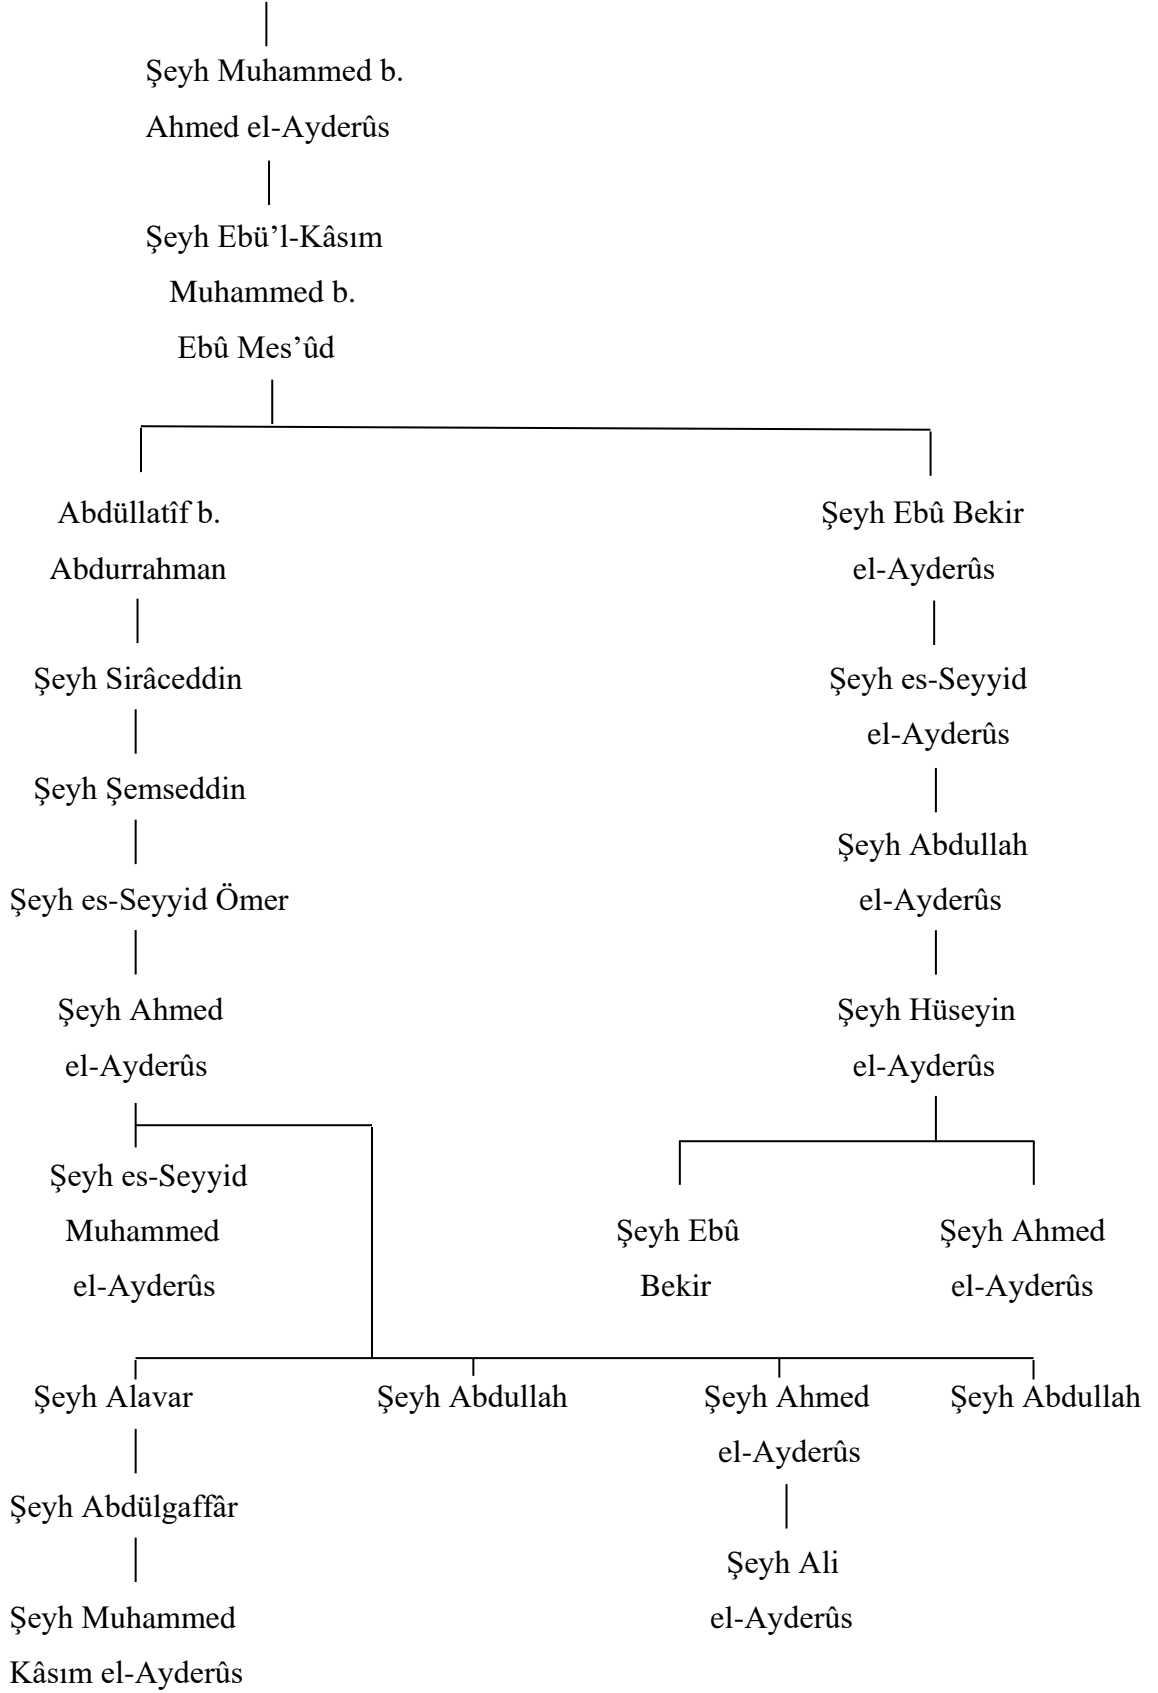 Şeyh Muhammed b.
Ahmed el-Ayderûs
Şeyh Ebü’l-Kâsım
Muhammed b.
Ebû Mes’ûd
Abdüllatîf b.
Abdurrahman
Şeyh Ebû Bekir
el-Ayderûs
Şeyh Sirâceddin
Şeyh es-Seyyid
el-Ayderûs
Şeyh Şemseddin
Şeyh Abdullah
el-Ayderûs
Şeyh es-Seyyid Ömer
Şeyh Ahmed
el-Ayderûs
Şeyh Hüseyin
el-Ayderûs
Şeyh es-Seyyid
Muhammed
el-Ayderûs
Şeyh Ebû
Bekir
Şeyh Ahmed
el-Ayderûs
Şeyh Alavar
Şeyh Abdullah
Şeyh Ahmed
el-Ayderûs
Şeyh Abdullah
Şeyh Abdülgaffâr
Şeyh Ali
el-Ayderûs
Şeyh Muhammed
Kâsım el-Ayderûs